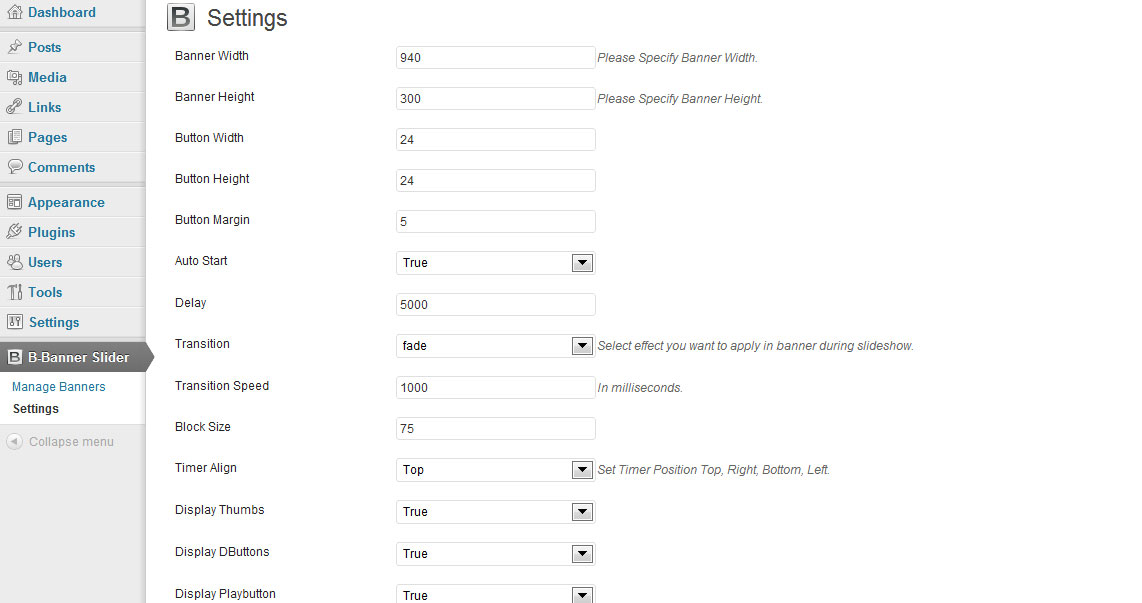 Dashboard
Posts
Media
Links
Pages
Comments
Appearance
Plugins
Users
Tools
Settings
B B-Banner Slider
Manage Banners
Settings
Collapse menu
B Settings
Banner Width 940 Please Specify Banner Width.
Banner Height 300 Please Specify Banner Height.
Button Width 24
Button Height 24
Button Margin 5
Auto Start True
Delay 5000
Transition fade Select effect you want to apply in banner during slideshow.
Transition Speed 1000 In milliseconds.
Block Size 75
Timer Align Top Set Timer Position Top, Right, Bottom, Left.
Display Thumbs True
Display DButtons True
Display Playbutton True